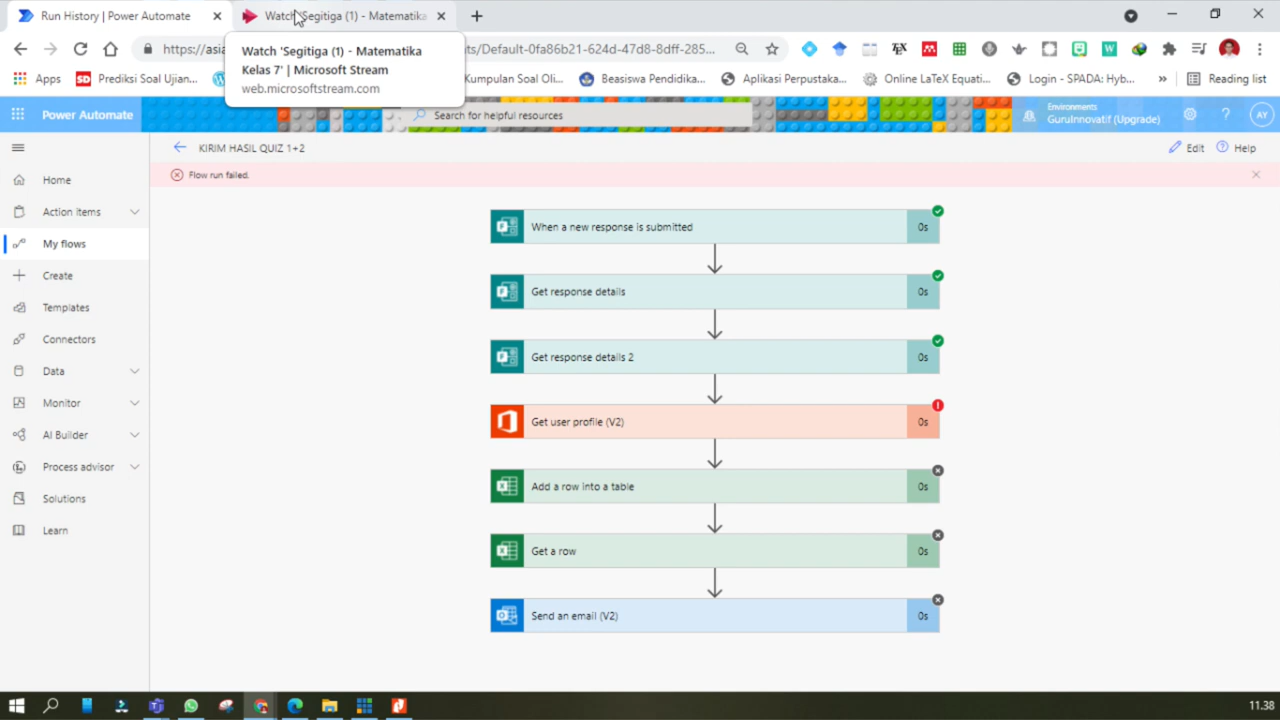 Run History | Power Automate
Watch 'Segitiga (1) - Matematika
https://asia
ts/Default-0fa86b21-624d-47d8-8dff-285...
Watch 'Segitiga (1) - Matematika
Kelas 7' | Microsoft Stream
web.microsoftstream.com
Apps
Prediksi Soal Ujian...
Kumpulan Soal Oli...
Beasiswa Pendidika...
Aplikasi Perpustaka...
Online LaTeX Equati...
Login - SPADA: Hyb...
»
Reading list
Power Automate
Search for helpful resources
Environments
GuruInnovatif (Upgrade)
?
AY
KIRIM HASIL QUIZ 1+2
Edit
Help
Flow run failed.
Home
Action items
My flows
Create
Templates
Connectors
Data
Monitor
AI Builder
Process advisor
Solutions
Learn
When a new response is submitted
0s
Get response details
0s
Get response details 2
0s
Get user profile (V2)
0s
Add a row into a table
0s
Get a row
0s
Send an email (V2)
0s
11.38